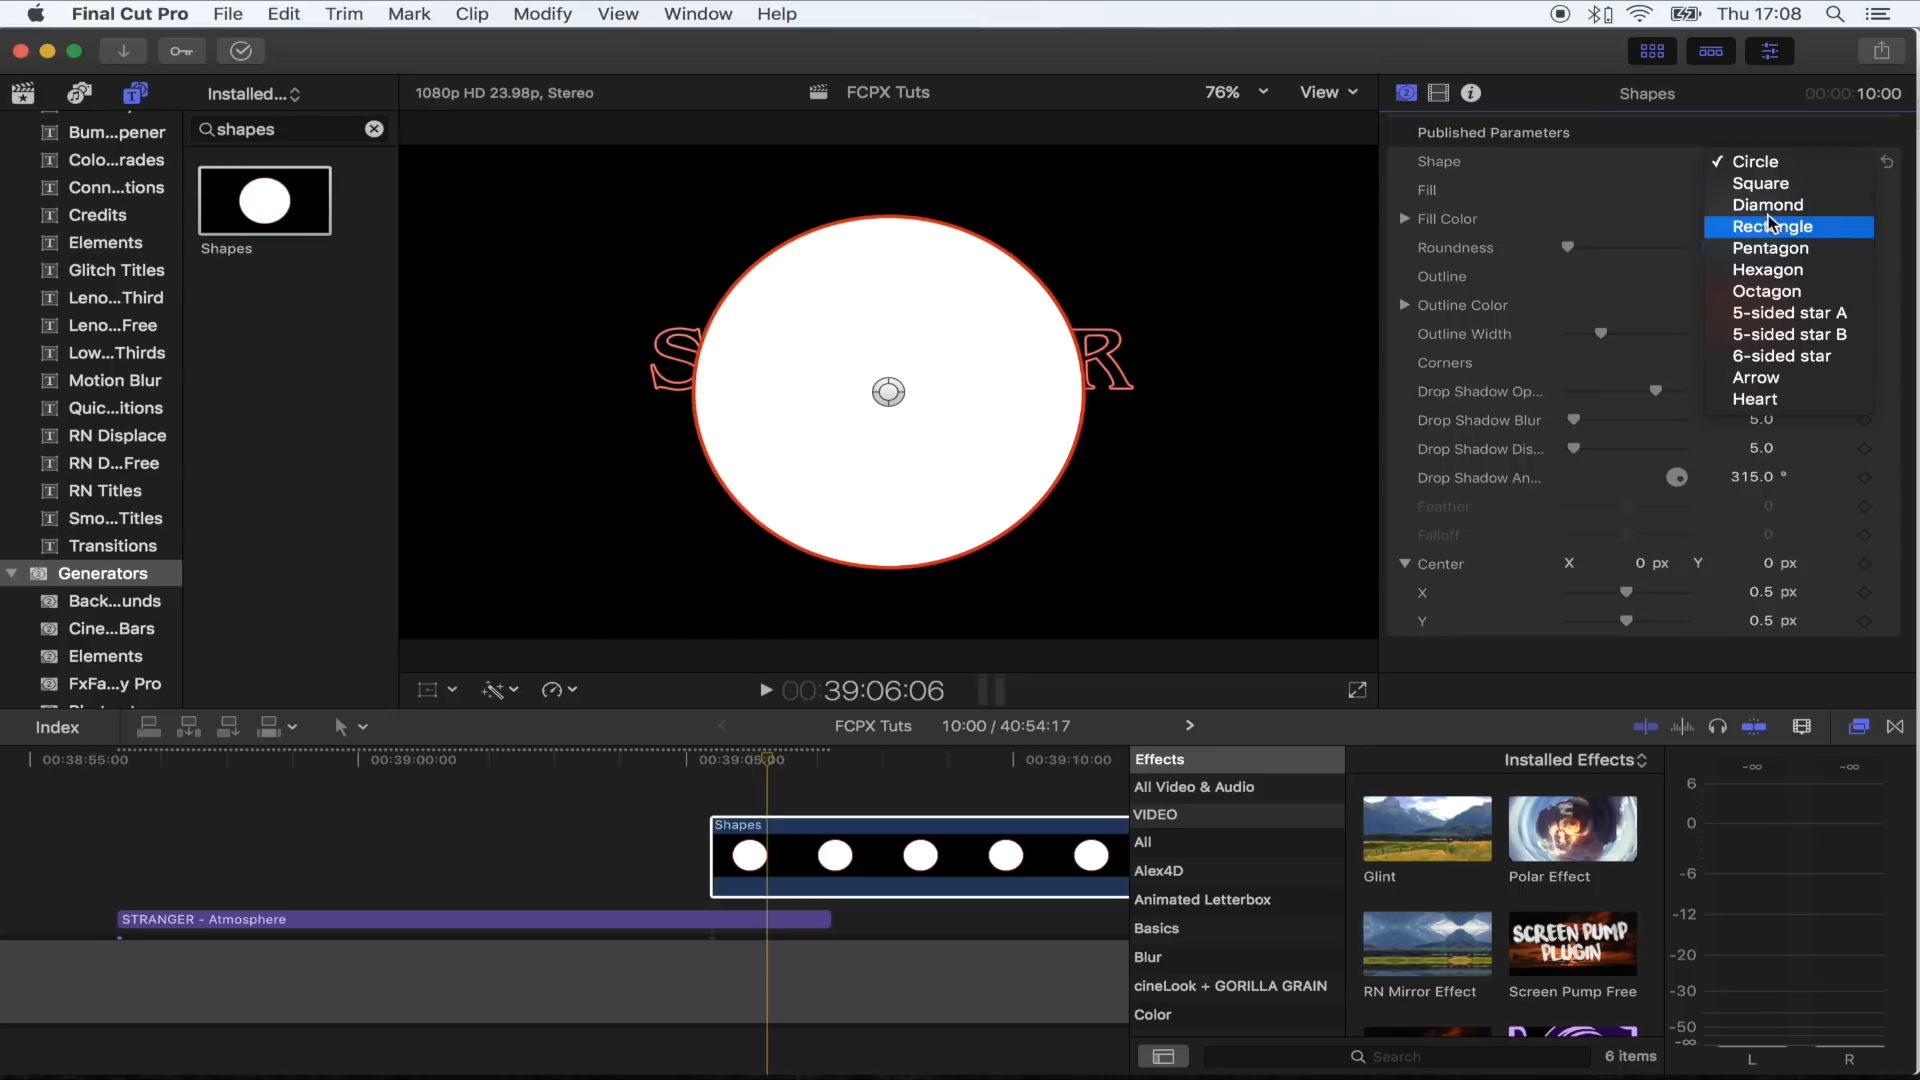 Final Cut Pro File Edit Trim Mark Clip Modify View Window Help Thu 17:08
Installed...
1080p HD 23.98p, Stereo
FCPX Tuts
76%
View
Shapes
00:00:10:00
Bum...pener
Colo...rades
Conn...tions
Credits
Elements
Glitch Titles
Leno...Third
Leno...Free
Low...Thirds
Motion Blur
Quic...itions
RN Displace
RN D...Free
RN Titles
Smo...Titles
Transitions
Generators
Back...unds
Cine...Bars
Elements
FxFa...y Pro
shapes
Shapes
S
R
Published Parameters
Shape
Fill
Fill Color
Roundness
Outline
Outline Color
Outline Width
Corners
Drop Shadow Op...
Drop Shadow Blur 5.0
Drop Shadow Dis... 5.0
Drop Shadow An... 315.0 °
Feather 0
Falloff 0
Center X 0 px Y 0 px
X 0.5 px
Y 0.5 px
✓ Circle
Square
Diamond
Rectangle
Pentagon
Hexagon
Octagon
5-sided star A
5-sided star B
6-sided star
Arrow
Heart
00:39:06:06
Index
FCPX Tuts
10:00 / 40:54:17
00:38:55:00
00:39:00:00
00:39:05:00
00:39:10:00
Shapes
STRANGER - Atmosphere
Effects
All Video & Audio
VIDEO
All
Alex4D
Animated Letterbox
Basics
Blur
cineLook + GORILLA GRAIN
Color
Installed Effects
Glint
Polar Effect
SCREEN PUMP
PLUGIN
RN Mirror Effect
Screen Pump Free
Search
6 items
-∞ -∞
6
0
-6
-12
-20
-30
-50
-∞
L R